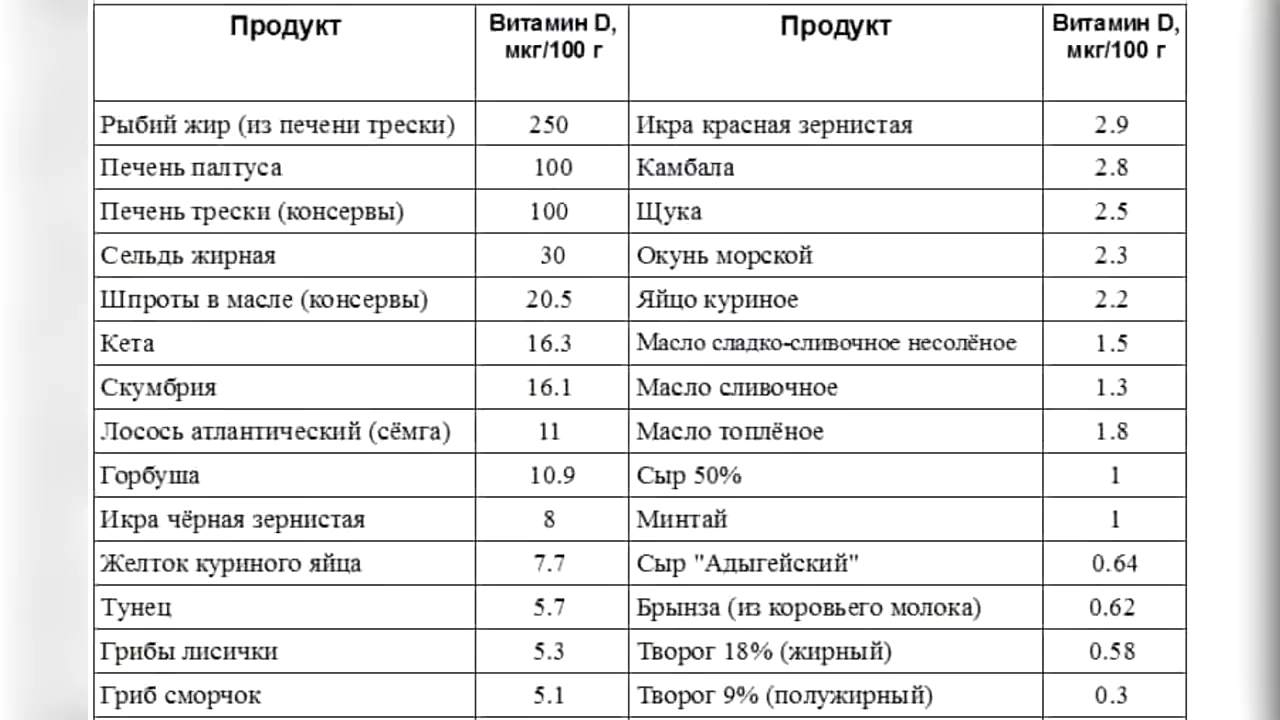 Продукт Витамин D, мкг/100 г Продукт Витамин D, мкг/100 г
Рыбий жир (из печени трески) 250 Икра красная зернистая 2.9
Печень палтуса 100 Камбала 2.8
Печень трески (консервы) 100 Щука 2.5
Сельдь жирная 30 Окунь морской 2.3
Шпроты в масле (консервы) 20.5 Яйцо куриное 2.2
Кета 16.3 Масло сладко-сливочное несолёное 1.5
Скумбрия 16.1 Масло сливочное 1.3
Лосось атлантический (сёмга) 11 Масло топлёное 1.8
Горбуша 10.9 Сыр 50% 1
Икра чёрная зернистая 8 Минтай 1
Желток куриного яйца 7.7 Сыр "Адыгейский" 0.64
Тунец 5.7 Брынза (из коровьего молока) 0.62
Грибы лисички 5.3 Творог 18% (жирный) 0.58
Гриб сморчок 5.1 Творог 9% (полужирный) 0.3